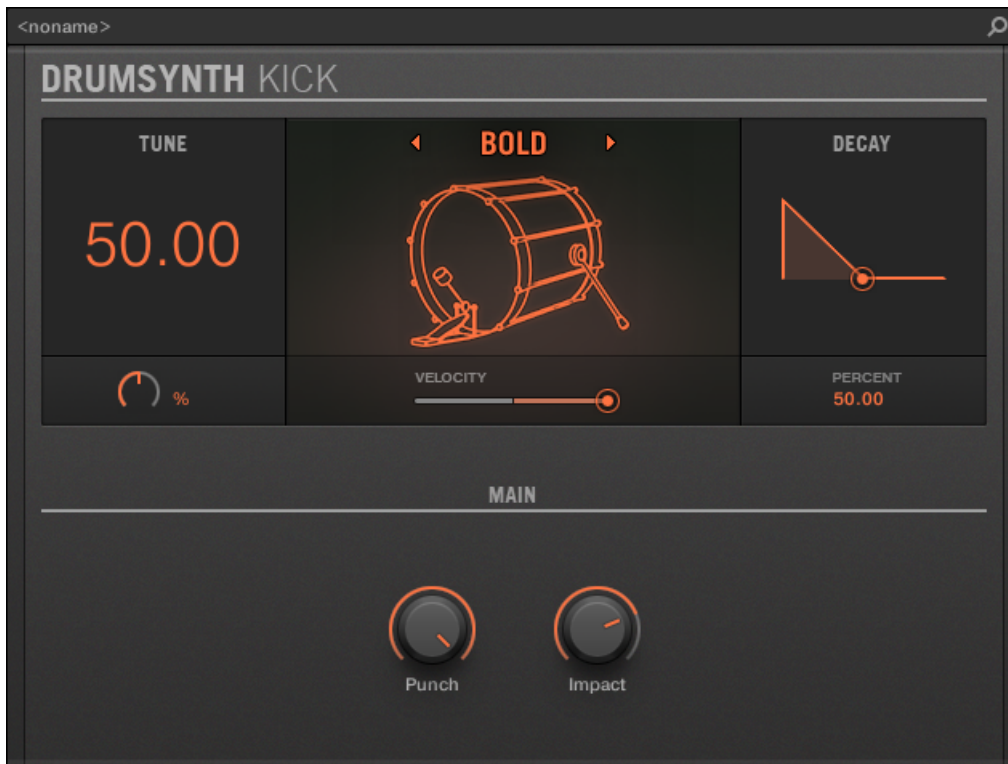 <noname>
DRUMSYNTH KICK
TUNE
BOLD
DECAY
50.00
%
VELOCITY
PERCENT
50.00
MAIN
Punch
Impact